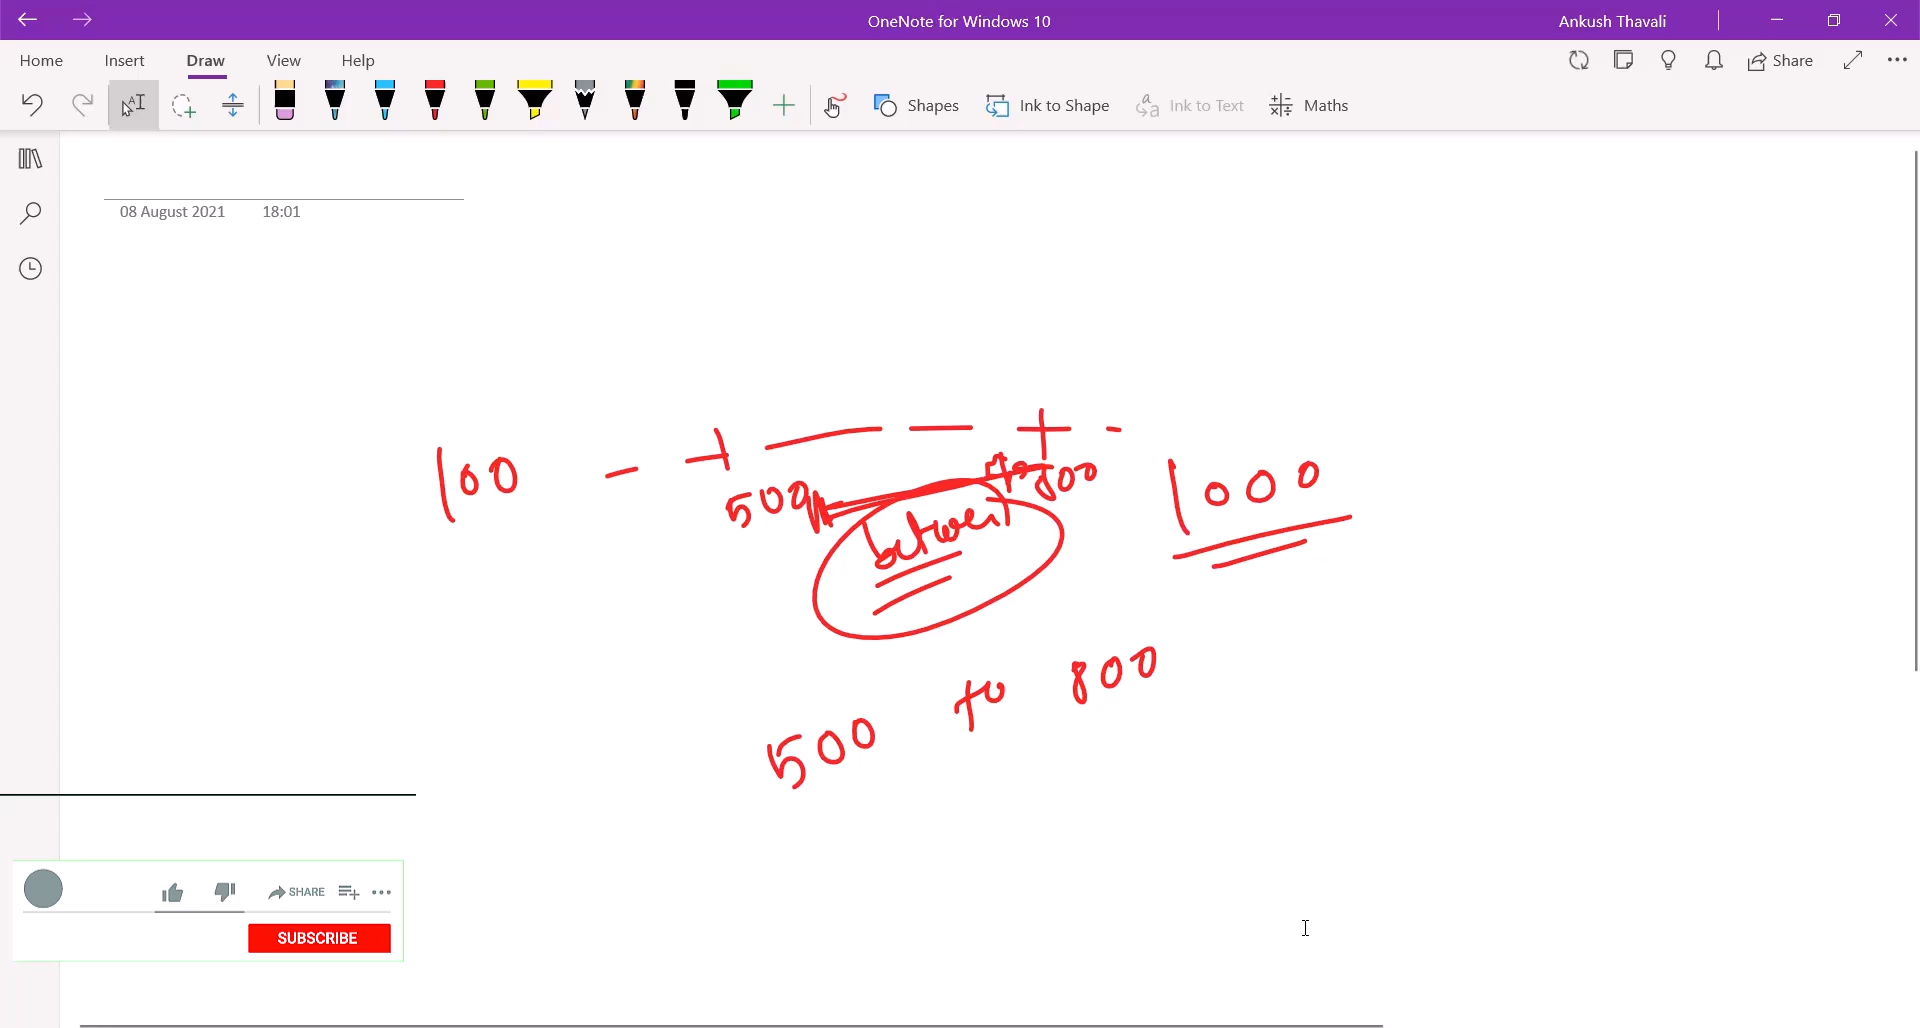 OneNote for Windows 10
Ankush Thavali
Home Insert Draw View Help
Share
Shapes Ink to Shape Ink to Text Maths
08 August 2021 18:01
100 500 800 1000
between
500 to 800
SHARE
SUBSCRIBE